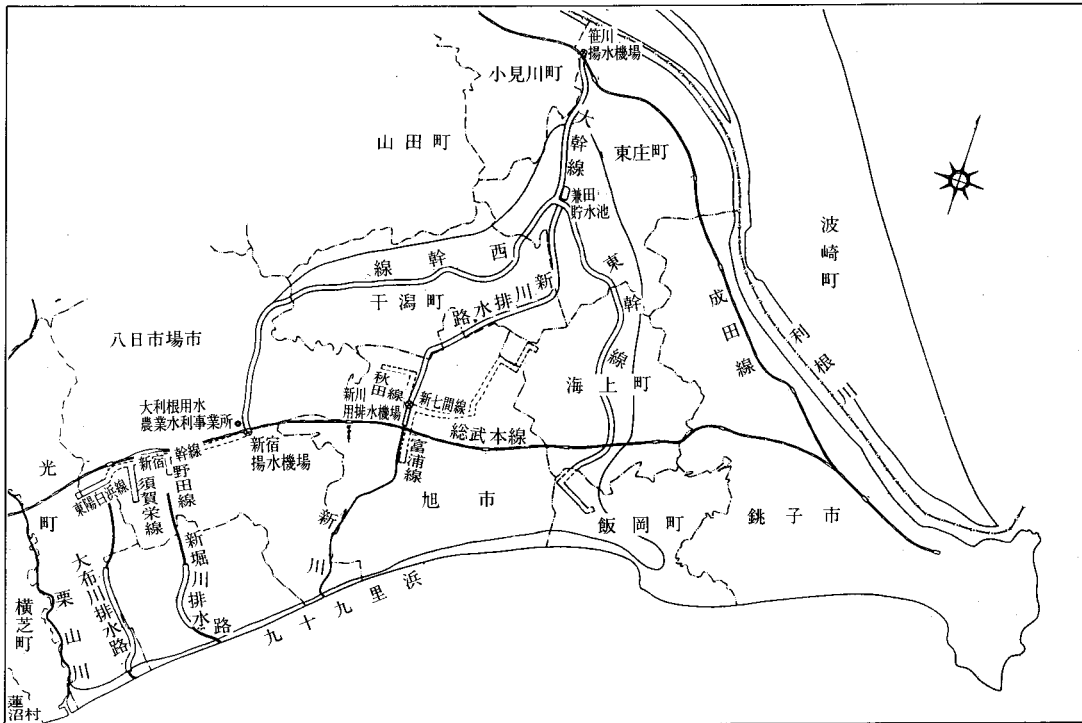 笹川
揚水機場
小見川町
山田町
大幹線
東庄町
兼田
貯水池
波崎町
西幹線
干潟町
新川排水路
東幹線
成田線
利根川
八日市場市
秋田線
新川
用排水機場
新七間線
海上町
大利根用水
農業水利事業所
総武本線
新宿
揚水機場
新宿幹線
富浦線
光町
東陽白浜線
須賀栄線
野田線
旭市
飯岡町
銚子市
新川
大布川排水路
新堀川排水路
栗山川
横芝町
九十九里浜
蓮沼村